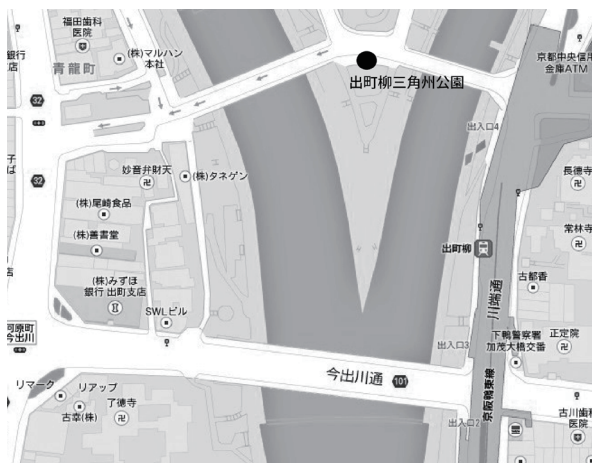 福田歯科
医院
(株)マルハン
本社
青龍町
銀行
支店
32
出町柳三角州公園
京都中央信用
金庫ATM
出入口4
32
妙音弁財天
(株)タネゲン
(株)尾崎食品
(株)善書堂
(株)みずほ
銀行 出町支店
SWLビル
長徳寺
常林寺
出町柳
古都香
川端通
下鴨警察署
加茂大橋交番
正定院
河原町
今出川
出入口3
今出川通
101
京阪鴨東線
リマーク
リアップ
古幸(株)
了徳寺
出入口2
古川歯科
医院